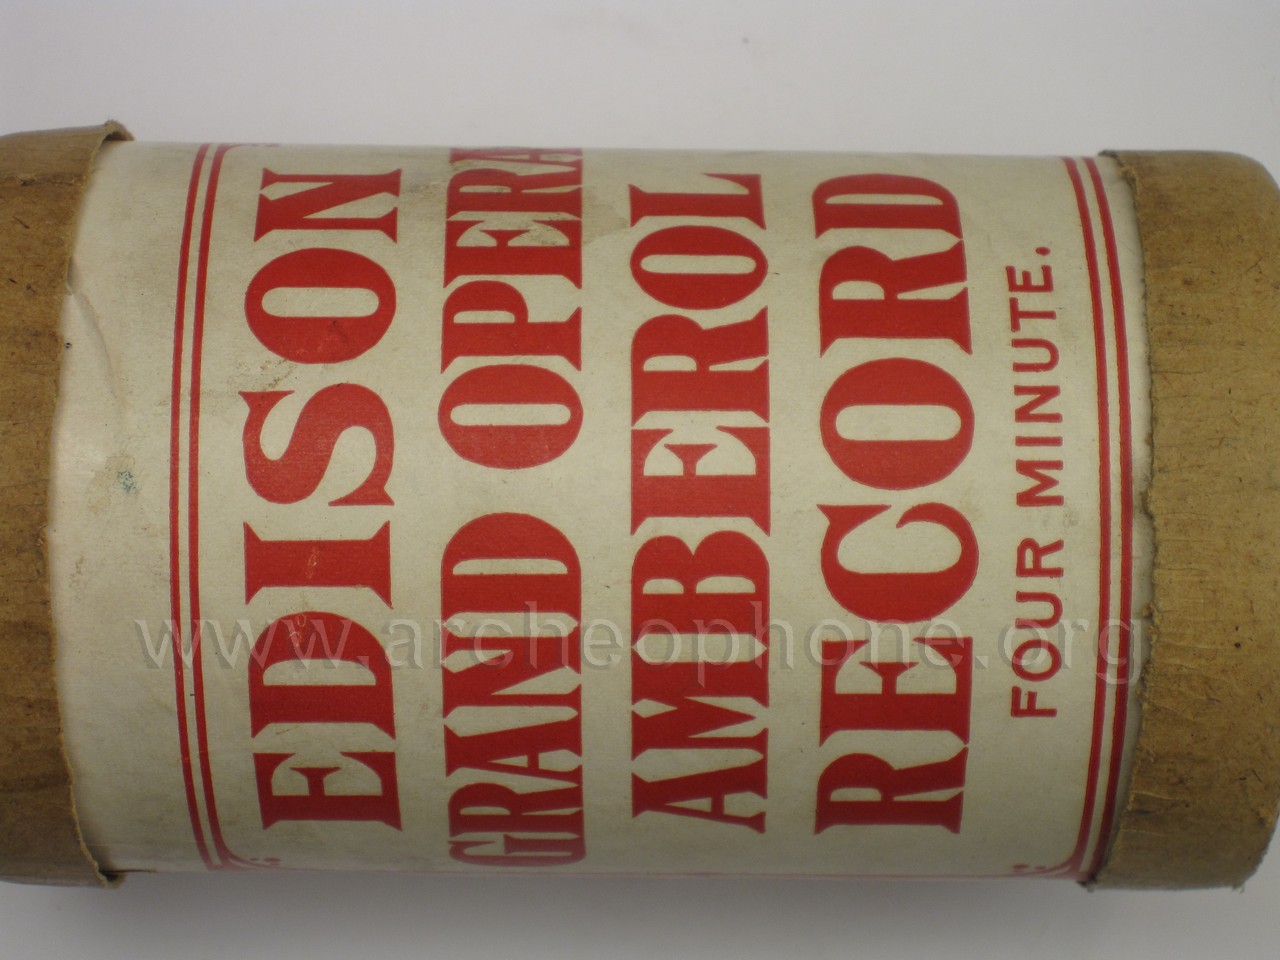 EDISON
GRAND OPERA
AMBEROL
RECORD
FOUR MINUTE.
www.archeophone.org